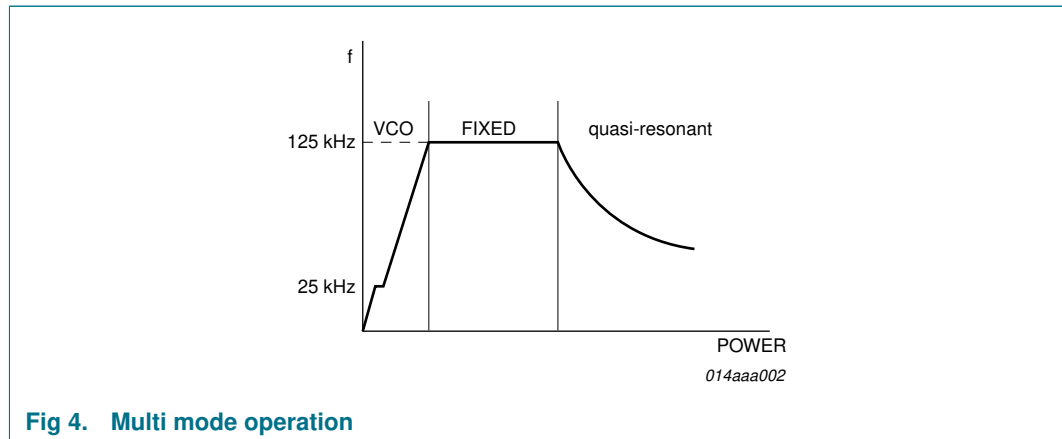 f
VCO FIXED quasi-resonant
125 kHz
25 kHz
POWER
014aaa002
Fig 4. Multi mode operation